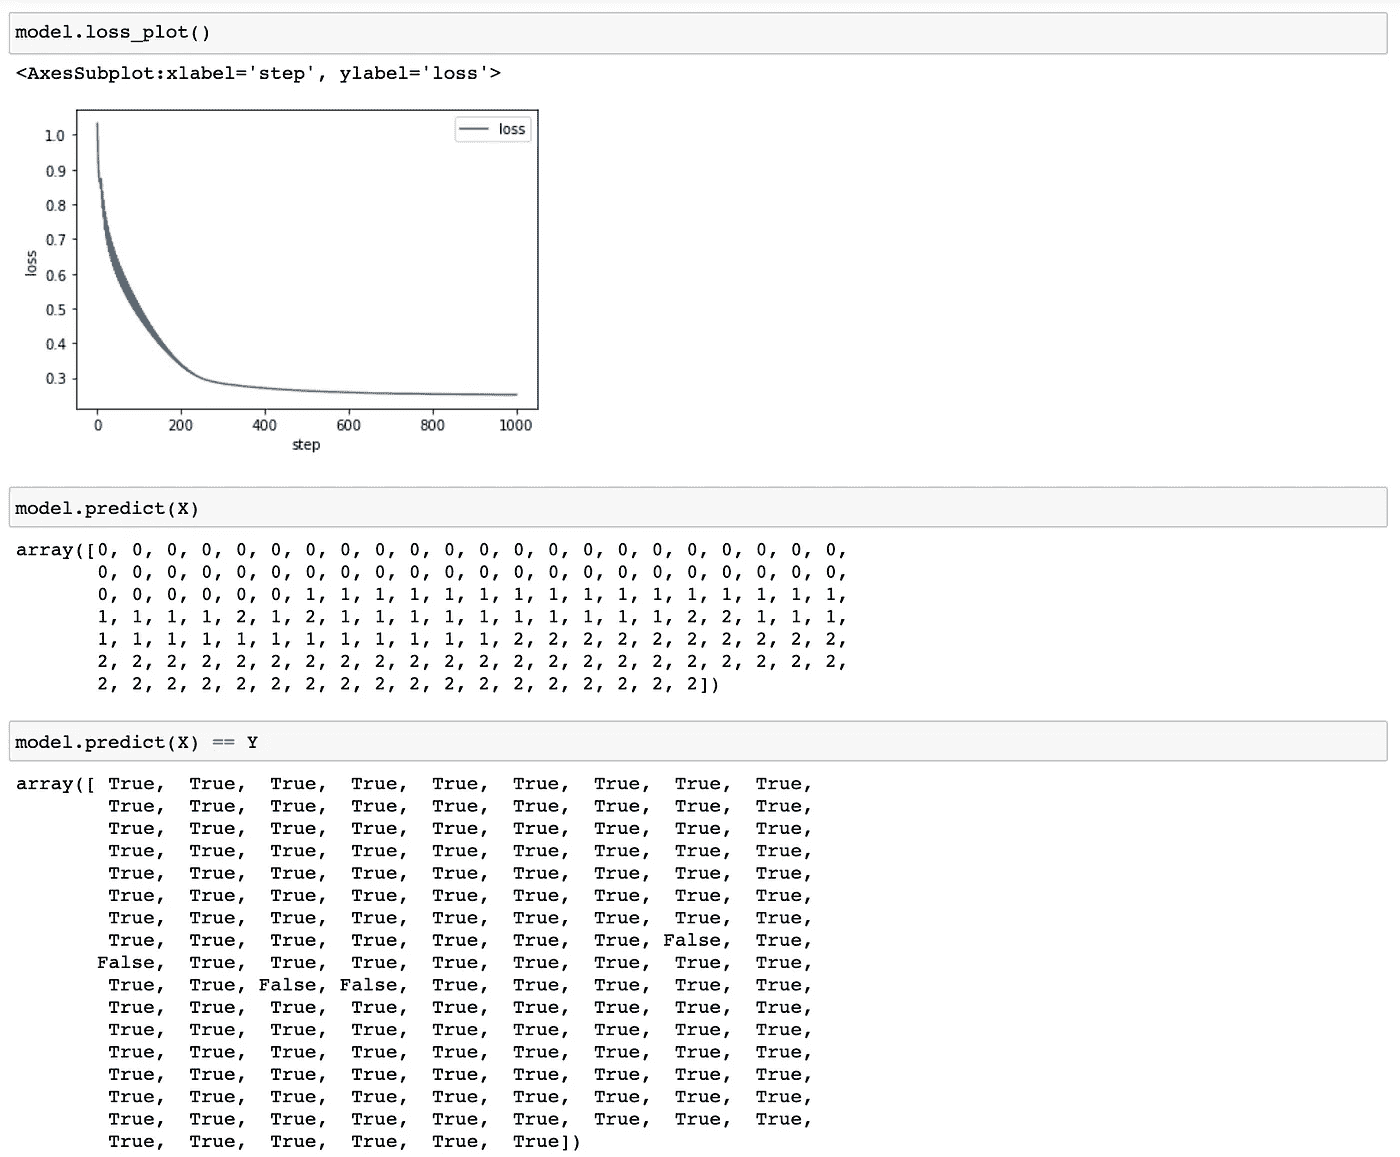 model.loss_plot()
<AxesSubplot:xlabel='step', ylabel='loss'>
loss
1.0
0.9
0.8
0.7
0.6
0.5
0.4
0.3
loss
0 200 400 600 800 1000
step
model.predict(X)
array([0, 0, 0, 0, 0, 0, 0, 0, 0, 0, 0, 0, 0, 0, 0, 0, 0, 0, 0, 0, 0, 0,
0, 0, 0, 0, 0, 0, 0, 0, 0, 0, 0, 0, 0, 0, 0, 0, 0, 0, 0, 0, 0, 0,
0, 0, 0, 0, 0, 0, 1, 1, 1, 1, 1, 1, 1, 1, 1, 1, 1, 1, 1, 1, 1, 1,
1, 1, 1, 1, 2, 1, 2, 1, 1, 1, 1, 1, 1, 1, 1, 1, 1, 2, 2, 1, 1, 1,
1, 1, 1, 1, 1, 1, 1, 1, 1, 1, 1, 1, 2, 2, 2, 2, 2, 2, 2, 2, 2, 2,
2, 2, 2, 2, 2, 2, 2, 2, 2, 2, 2, 2, 2, 2, 2, 2, 2, 2, 2, 2, 2, 2,
2, 2, 2, 2, 2, 2, 2, 2, 2, 2, 2, 2, 2, 2, 2, 2, 2, 2])
model.predict(X) == Y
array([ True, True, True, True, True, True, True, True, True,
True, True, True, True, True, True, True, True, True,
True, True, True, True, True, True, True, True, True,
True, True, True, True, True, True, True, True, True,
True, True, True, True, True, True, True, True, True,
True, True, True, True, True, True, True, True, True,
True, True, True, True, True, True, True, True, True,
True, True, True, True, True, True, True, False, True,
False, True, True, True, True, True, True, True, True,
True, True, False, False, True, True, True, True, True,
True, True, True, True, True, True, True, True, True,
True, True, True, True, True, True, True, True, True,
True, True, True, True, True, True, True, True, True,
True, True, True, True, True, True, True, True, True,
True, True, True, True, True, True, True, True, True,
True, True, True, True, True, True, True, True, True,
True, True, True, True, True, True])